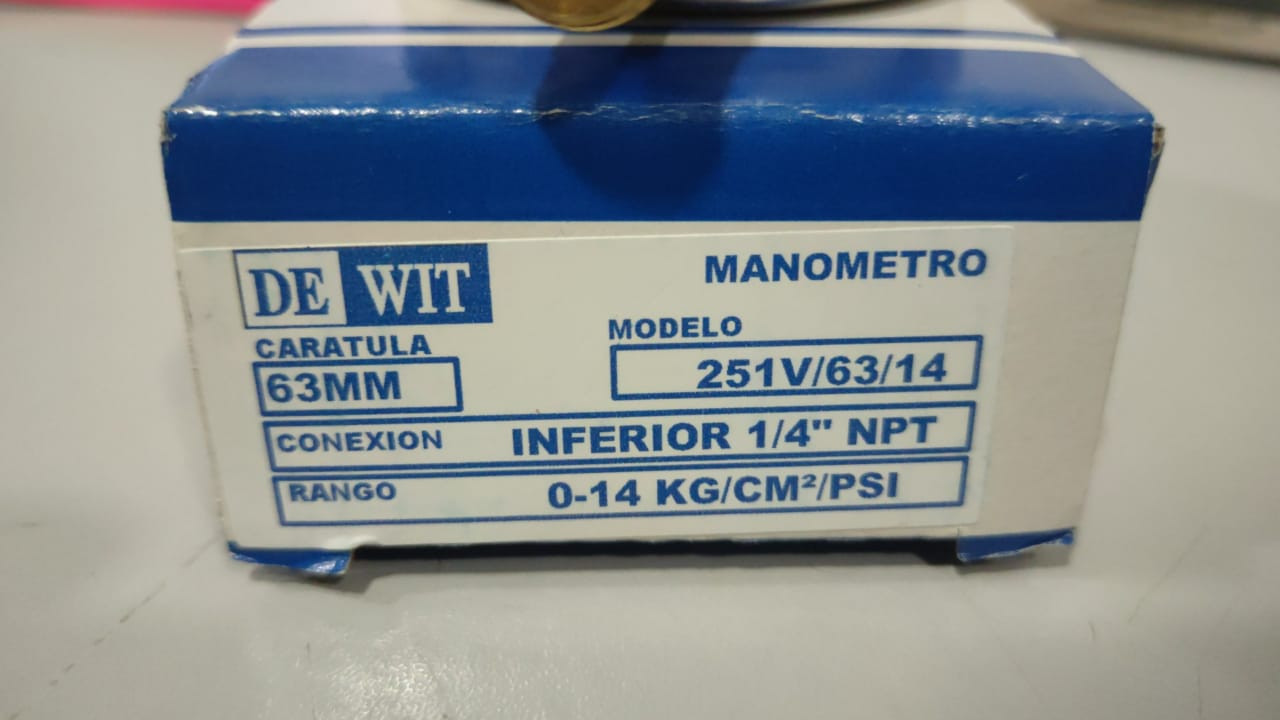 DE WIT
MANOMETRO
CARATULA
MODELO
63MM
251V/63/14
CONEXION INFERIOR 1/4" NPT
RANGO 0-14 KG/CM²/PSI